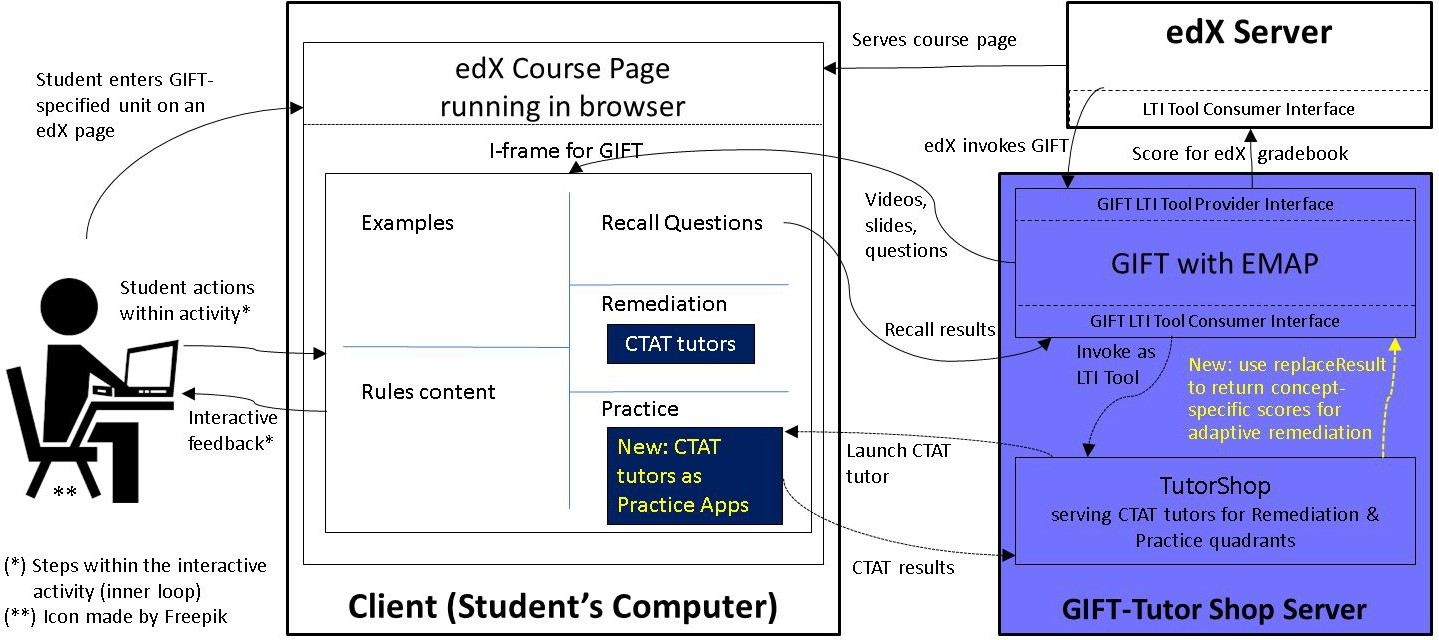 Student enters GIFT-
specified unit on an
edX page
Student actions
within activity*
Interactive
feedback*
**
(*) Steps within the interactive
activity (inner loop)
(**) Icon made by Freepik
edX Course Page
running in browser
I-frame for GIFT
Examples
Recall Questions
Remediation
CTAT tutors
Rules content
Practice
New: CTAT
tutors as
Practice Apps
Client (Student’s Computer)
Serves course page
edX invokes GIFT
Score for edX gradebook
Videos,
slides,
questions
Recall results
Launch CTAT
tutor
CTAT results
edX Server
LTI Tool Consumer Interface
GIFT LTI Tool Provider Interface
GIFT with EMAP
GIFT LTI Tool Consumer Interface
Invoke as
LTI Tool
New: use replaceResult
to return concept-
specific scores for
adaptive remediation
TutorShop
serving CTAT tutors for Remediation &
Practice quadrants
GIFT-Tutor Shop Server